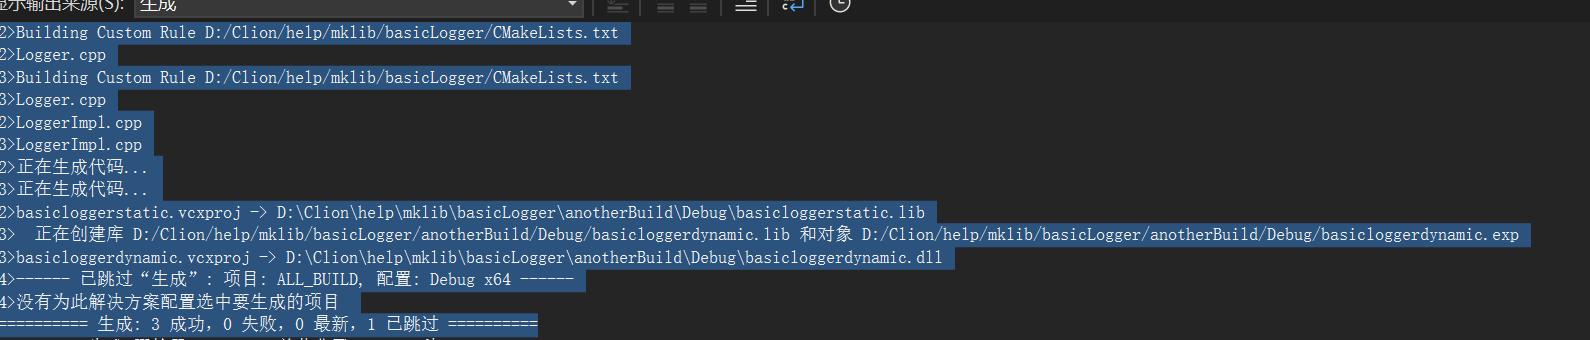 显示输出来源(S): 生成
2>Building Custom Rule D:/Clion/help/mklib/basicLogger/CMakeLists.txt
2>Logger.cpp
3>Building Custom Rule D:/Clion/help/mklib/basicLogger/CMakeLists.txt
3>Logger.cpp
2>LoggerImpl.cpp
3>LoggerImpl.cpp
2>正在生成代码...
3>正在生成代码...
2>basicloggerstatic.vcxproj -> D:\Clion\help\mklib\basicLogger\anotherBuild\Debug\basicloggerstatic.lib
3>  正在创建库 D:/Clion/help/mklib/basicLogger/anotherBuild/Debug/basicloggerdynamic.lib 和对象 D:/Clion/help/mklib/basicLogger/anotherBuild/Debug/basicloggerdynamic.exp
3>basicloggerdynamic.vcxproj -> D:\Clion\help\mklib\basicLogger\anotherBuild\Debug\basicloggerdynamic.dll
4>------ 已跳过“生成”: 项目: ALL_BUILD, 配置: Debug x64 ------
4>没有为此解决方案配置选中要生成的项目
========== 生成: 3 成功，0 失败，0 最新，1 已跳过 ==========